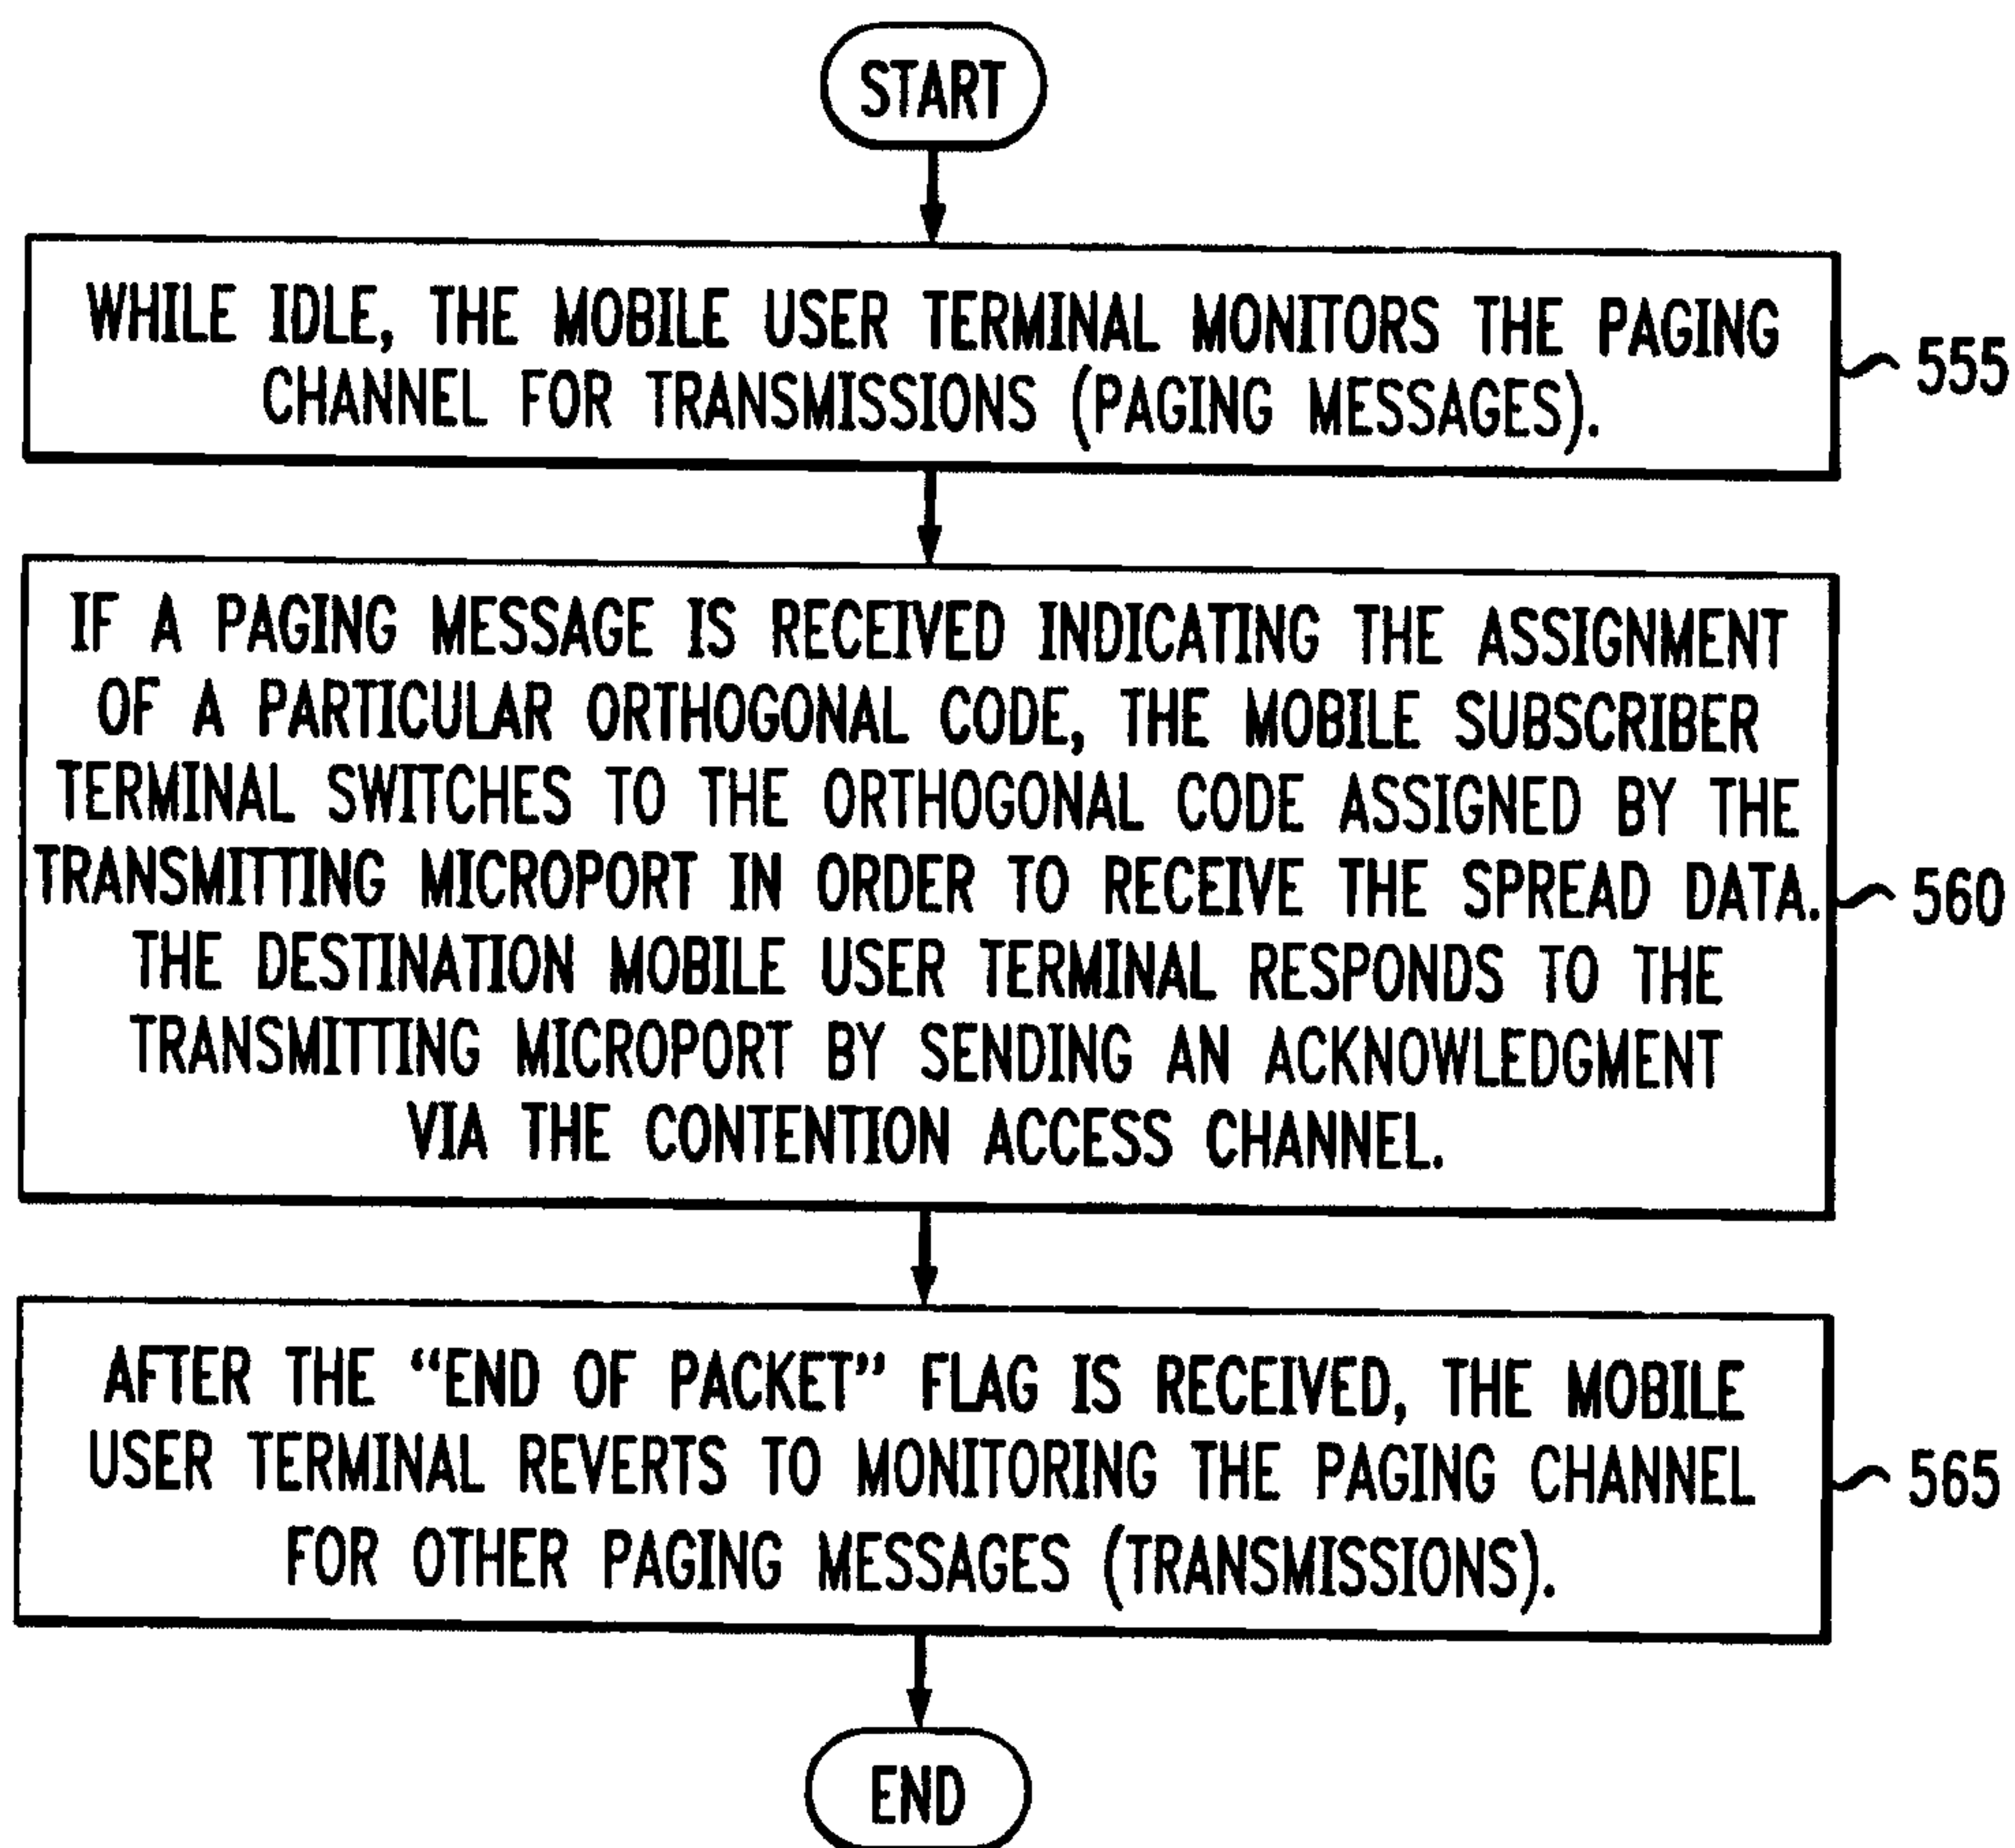 START
WHILE IDLE, THE MOBILE USER TERMINAL MONITORS THE PAGING
CHANNEL FOR TRANSMISSIONS (PAGING MESSAGES).
555
IF A PAGING MESSAGE IS RECEIVED INDICATING THE ASSIGNMENT
OF A PARTICULAR ORTHOGONAL CODE, THE MOBILE SUBSCRIBER
TERMINAL SWITCHES TO THE ORTHOGONAL CODE ASSIGNED BY THE
TRANSMITTING MICROPORT IN ORDER TO RECEIVE THE SPREAD DATA.
THE DESTINATION MOBILE USER TERMINAL RESPONDS TO THE
TRANSMITTING MICROPORT BY SENDING AN ACKNOWLEDGMENT
VIA THE CONTENTION ACCESS CHANNEL.
560
AFTER THE “END OF PACKET” FLAG IS RECEIVED, THE MOBILE
USER TERMINAL REVERTS TO MONITORING THE PAGING CHANNEL
FOR OTHER PAGING MESSAGES (TRANSMISSIONS).
565
END